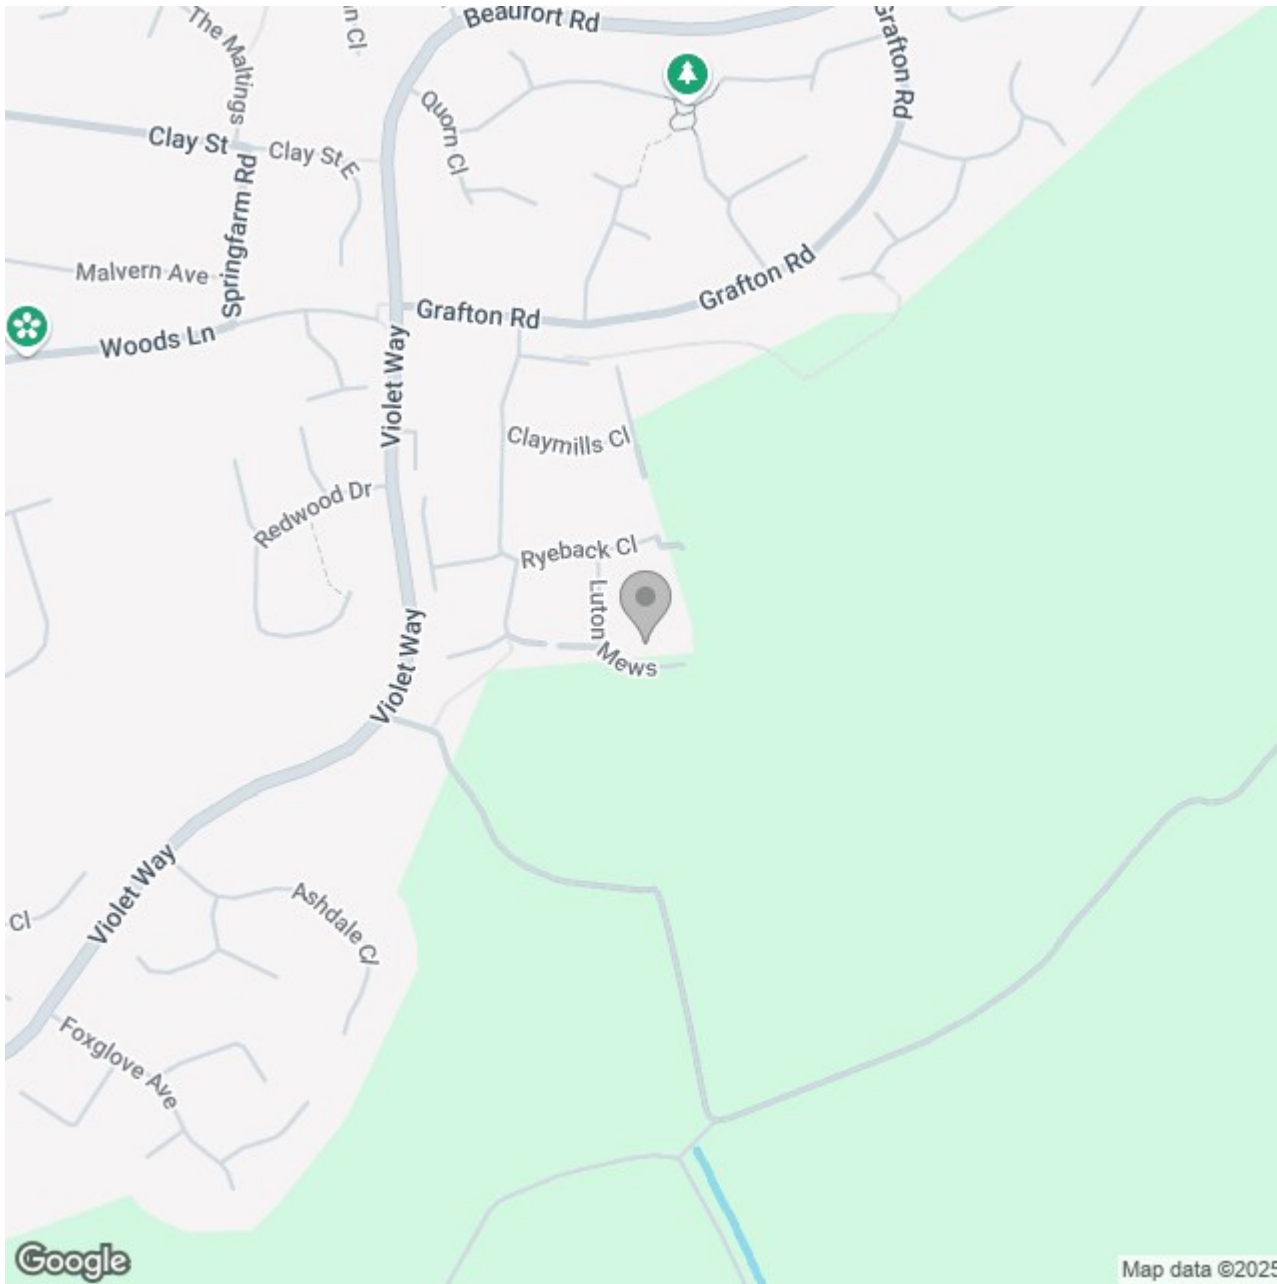 The Maltings
n Cl
Beaufort Rd
Grafton Rd
Quorn Cl
Clay St
Clay St E
Springfarm Rd
Malvern Ave
Grafton Rd
Grafton Rd
Woods Ln
Violet Way
Claymills Cl
Redwood Dr
Ryeback Cl
Luton
Mews
Violet Way
Violet Way
Ashdale Cl
Cl
Foxglove Ave
Google
Map data ©2025